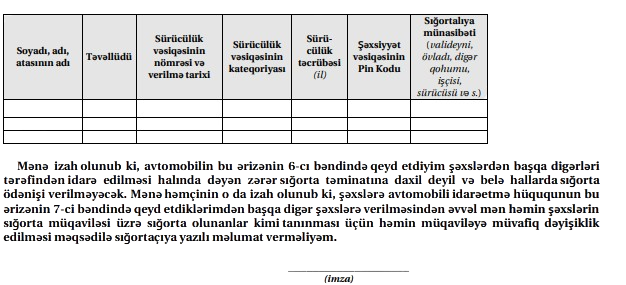 Soyadı, adı, atasının adı
Təvəllüdü
Sürücülük vəsiqəsinin nömrəsi və verilmə tarixi
Sürücülük vəsiqəsinin kateqoriyası
Sürü-cülük təcrübəsi (il)
Şəxsiyyət vəsiqəsinin Pin Kodu
Sığortalıya münasibəti (valideyni, övladı, digər qohumu, işçisi, sürücüsü və s.)
Mənə izah olunub ki, avtomobilin bu ərizənin 6-cı bəndində qeyd etdiyim şəxslərdən başqa digərləri
tərəfindən idarə edilməsi halında dəyən zərər sığorta təminatına daxil deyil və belə hallarda sığorta
ödənişi verilməyəcək. Mənə həmçinin o da izah olunub ki, şəxslərə avtomobili idarəetmə hüququnun bu
ərizənin 7-ci bəndində qeyd etdiklərimdən başqa digər şəxslərə verilməsindən əvvəl mən həmin şəxslərin
sığorta müqaviləsi üzrə sığorta olunanlar kimi tanınması üçün həmin müqaviləyə müvafiq dəyişiklik
edilməsi məqsədilə sığortaçıya yazılı məlumat verməliyəm.
(imza)